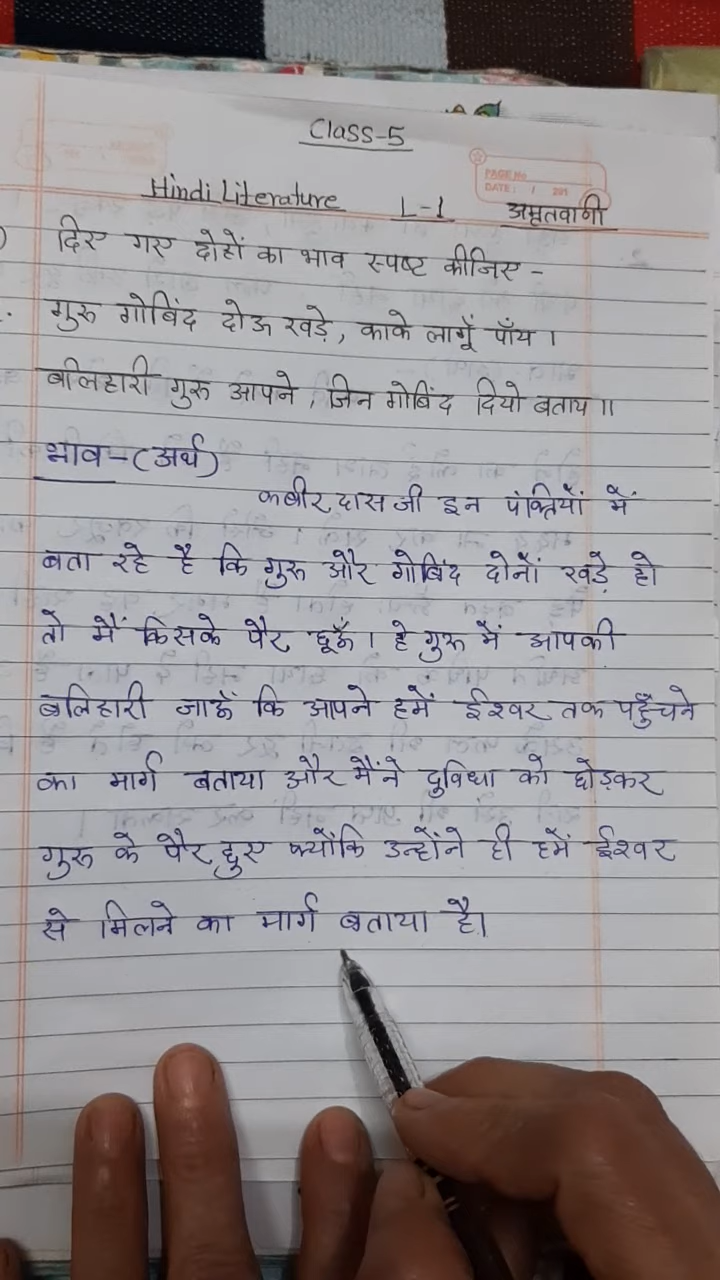 Class-5
PAGE No
DATE: / 201
Hindi Literature L-1 अमृतवाणी
) दिए गए दोहों का भाव स्पष्ट कीजिए -
. गुरु गोबिंद दोऊ खड़े, काके लागूँ पाँय ।
बलिहारी गुरु आपने, जिन गोबिंद दियो बताय ॥
भाव - (अर्थ)
कबीर दास जी इन पंक्तियों में
बता रहे है कि गुरु और गोबिंद दोनों खड़े हो
तो मैं किसके पैर छूऊँ । हे गुरु में आपकी
बलिहारी जाऊँ कि आपने हमें ईश्वर तक पहुँचने
का मार्ग बताया और मैंने दुविधा को छोड़कर
गुरु के पैर छुए क्योंकि उन्होंने ही हमें ईश्वर
से मिलने का मार्ग बताया है।